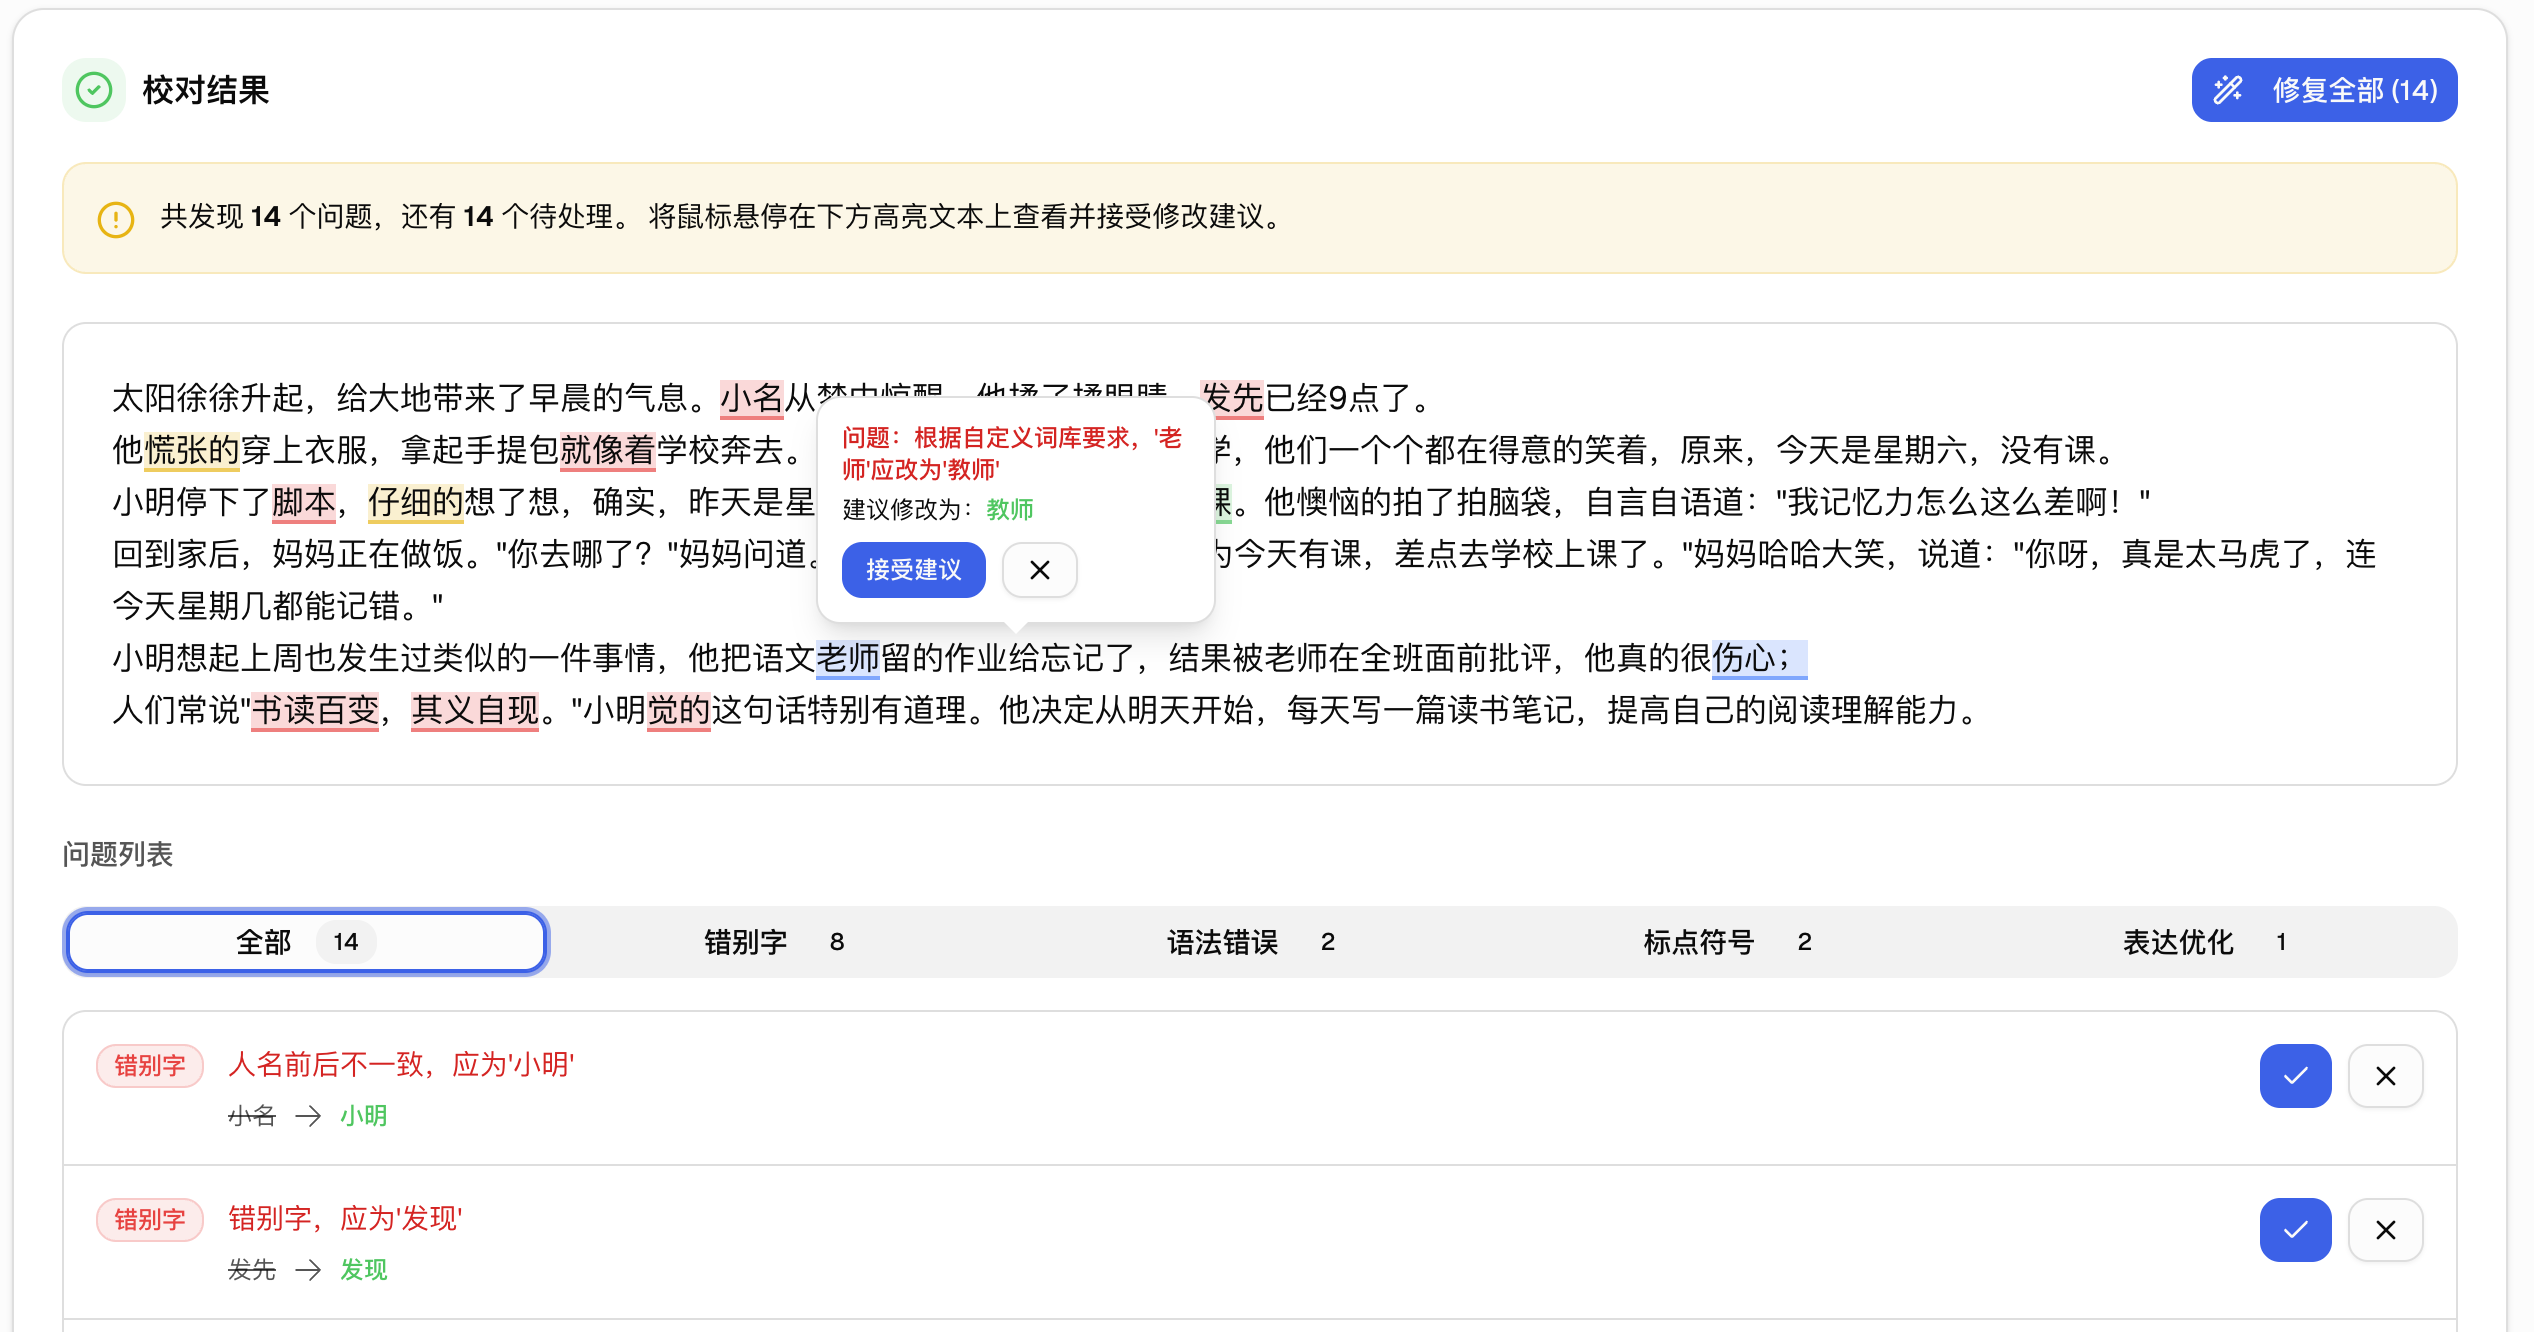 校对结果
修复全部 (14)
共发现 14 个问题，还有 14 个待处理。 将鼠标悬停在下方高亮文本上查看并接受修改建议。
太阳徐徐升起，给大地带来了早晨的气息。小名从梦中惊醒，他揉了揉眼睛，发先已经9点了。
他慌张的穿上衣服，拿起手提包就像着学校奔去。 学，他们一个个都在得意的笑着，原来，今天是星期六，没有课。
小明停下了脚本，仔细的想了想，确实，昨天是星 课。他懊恼的拍了拍脑袋，自言自语道："我记忆力怎么这么差啊！"
回到家后，妈妈正在做饭。"你去哪了？"妈妈问道。 为今天有课，差点去学校上课了。"妈妈哈哈大笑，说道："你呀，真是太马虎了，连
今天星期几都能记错。"
小明想起上周也发生过类似的一件事情，他把语文老师留的作业给忘记了，结果被老师在全班面前批评，他真的很伤心；
人们常说"书读百变，其义自现。"小明觉的这句话特别有道理。他决定从明天开始，每天写一篇读书笔记，提高自己的阅读理解能力。
问题：根据自定义词库要求，'老
师'应改为'教师'
建议修改为：教师
接受建议
问题列表
全部 14
错别字 8
语法错误 2
标点符号 2
表达优化 1
错别字 人名前后不一致，应为'小明'
小名 → 小明
错别字 错别字，应为'发现'
发先 → 发现